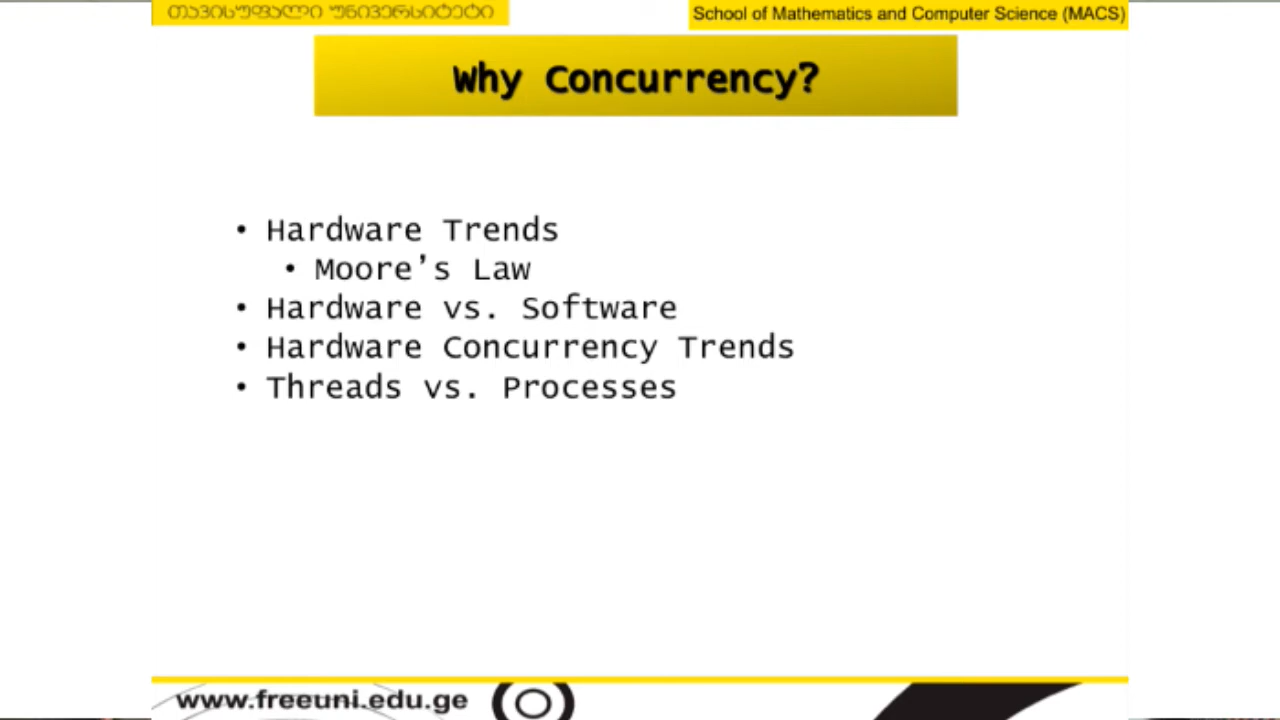 თავისუფალი უნივერსიტეტი
School of Mathematics and Computer Science (MACS)
Why Concurrency?
• Hardware Trends
• Moore’s Law
• Hardware vs. Software
• Hardware Concurrency Trends
• Threads vs. Processes
www.freeuni.edu.ge